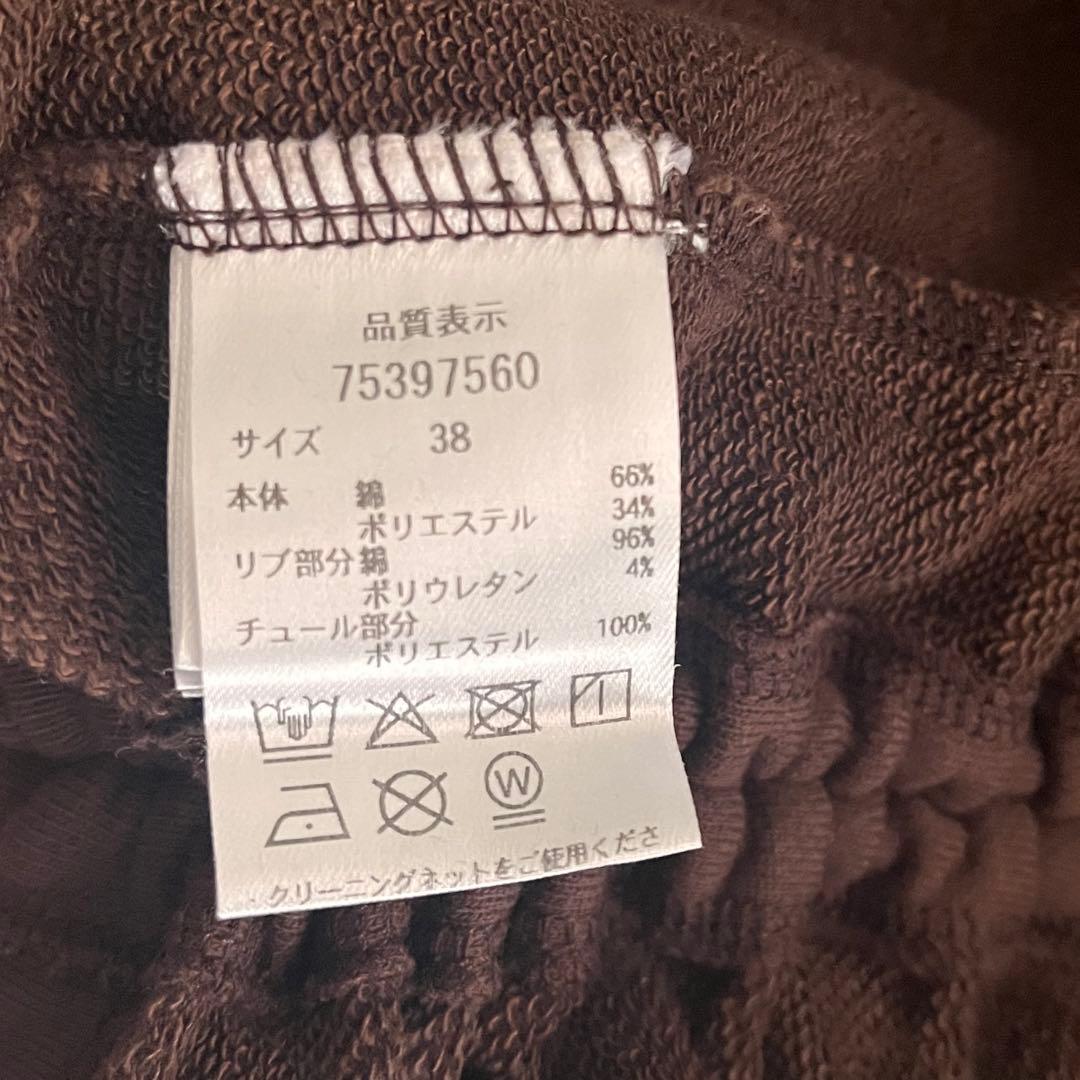 品質表示
75397560
サイズ 38
本体 綿 66%
ポリエステル 34%
リブ部分 綿 96%
ポリウレタン 4%
チュール部分
ポリエステル 100%
W
クリーニングネットをご使用くださ